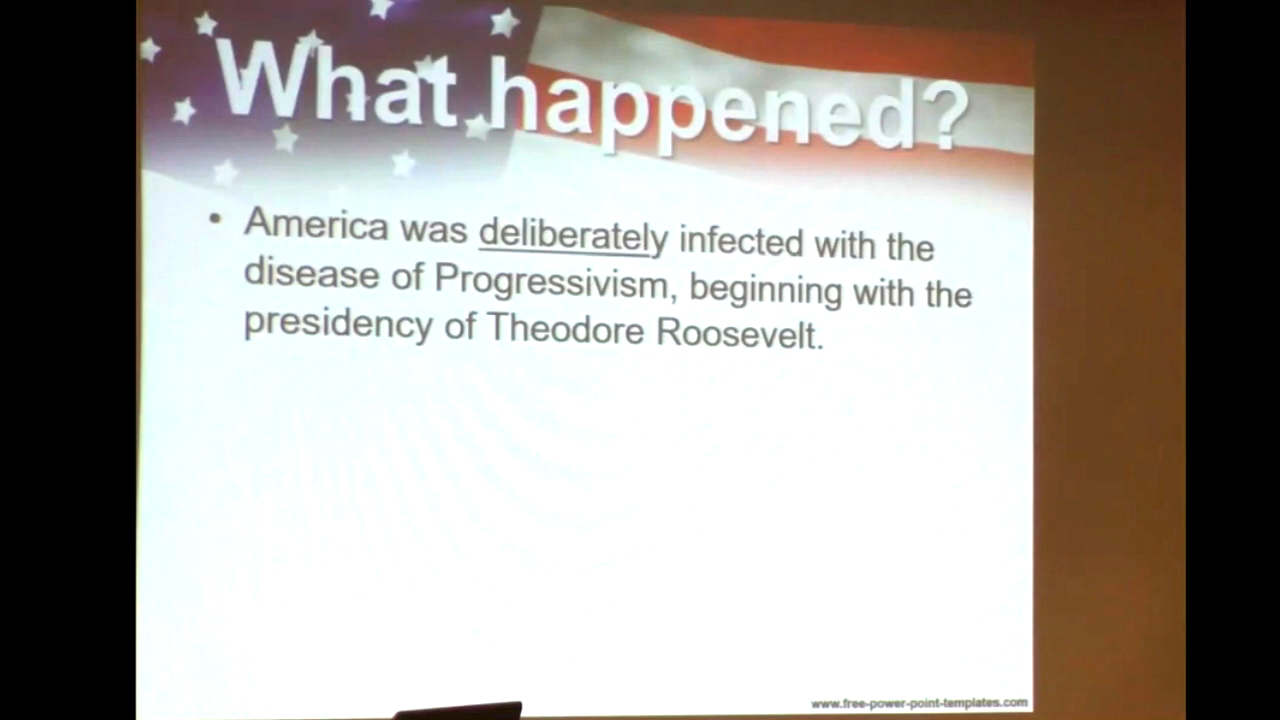 What happened?
• America was deliberately infected with the
disease of Progressivism, beginning with the
presidency of Theodore Roosevelt.
www.free-power-point-templates.com